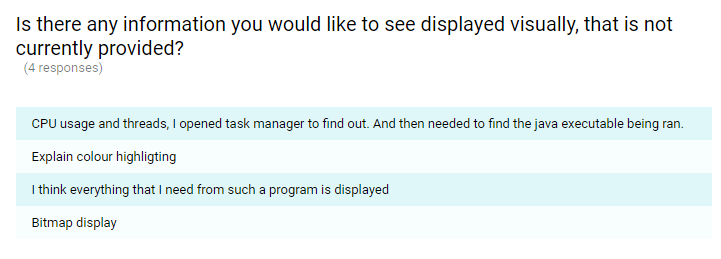 Is there any information you would like to see displayed visually, that is not
currently provided?
(4 responses)
CPU usage and threads, I opened task manager to find out. And then needed to find the java executable being ran.
Explain colour highligting
I think everything that I need from such a program is displayed
Bitmap display